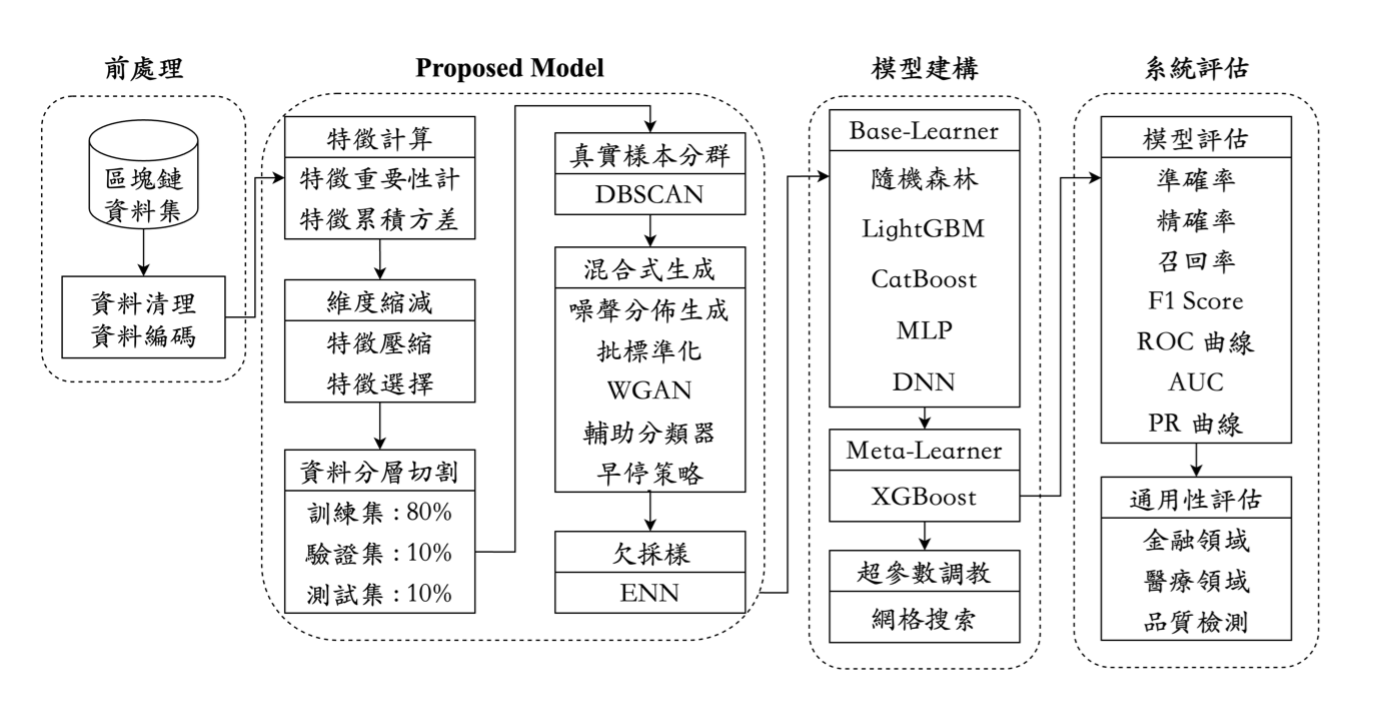 前處理
區塊鏈
資料集
資料清理
資料編碼
Proposed Model
特徵計算
特徵重要性計
特徵累積方差
維度縮減
特徵壓縮
特徵選擇
資料分層切割
訓練集：80%
驗證集：10%
測試集：10%
真實樣本分群
DBSCAN
混合式生成
噪聲分佈生成
批標準化
WGAN
輔助分類器
早停策略
欠採樣
ENN
模型建構
Base-Learner
隨機森林
LightGBM
CatBoost
MLP
DNN
Meta-Learner
XGBoost
超參數調教
網格搜索
系統評估
模型評估
準確率
精確率
召回率
F1 Score
ROC 曲線
AUC
PR 曲線
通用性評估
金融領域
醫療領域
品質檢測